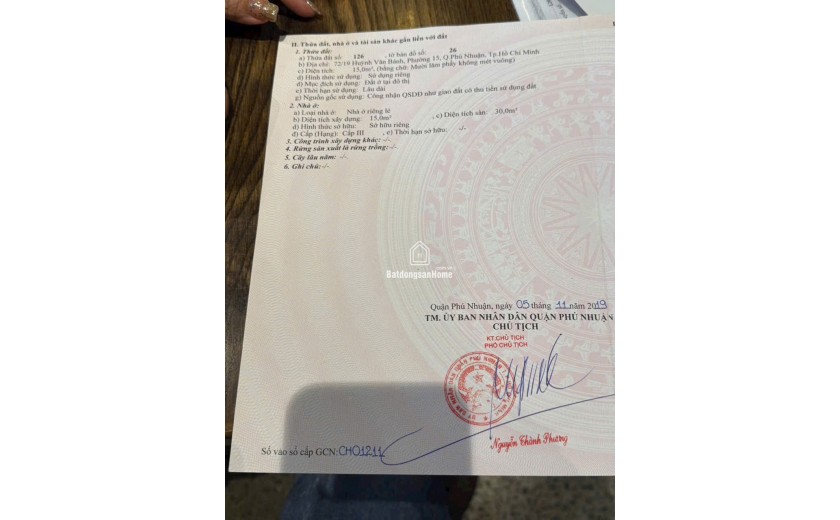 II. Thửa đất, nhà ở và tài sản khác gắn liền với đất
1. Thửa đất:
a) Thửa đất số: 126 , tờ bản đồ số: 26
b) Địa chỉ: 72/19 Huỳnh Văn Bánh, Phường 15, Q.Phú Nhuận, Tp.Hồ Chí Minh
c) Diện tích: 15,0m², (bằng chữ: Mười lăm phẩy không mét vuông)
d) Hình thức sử dụng: Sử dụng riêng
đ) Mục đích sử dụng: Đất ở tại đô thị
e) Thời hạn sử dụng: Lâu dài
g) Nguồn gốc sử dụng: Công nhận QSDĐ như giao đất có thu tiền sử dụng đất
2. Nhà ở:
a) Loại nhà ở: Nhà ở riêng lẻ
b) Diện tích xây dựng: 15,0m² , c) Diện tích sàn: 30,0m²
d) Hình thức sở hữu: Sở hữu riêng
đ) Cấp (Hạng): Cấp III , e) Thời hạn sở hữu: -/-
3. Công trình xây dựng khác: -/-
4. Rừng sản xuất là rừng trồng: -/-
5. Cây lâu năm: -/-
6. Ghi chú: -/-
BatdongsanHome
Quận Phú Nhuận, ngày 05 tháng 11 năm 2019
TM. ỦY BAN NHÂN DÂN QUẬN PHÚ NHUẬN
CHỦ TỊCH
KT.CHỦ TỊCH
PHÓ CHỦ TỊCH
Nguyễn Thành Phương
Số vào sổ cấp GCN: CH01211